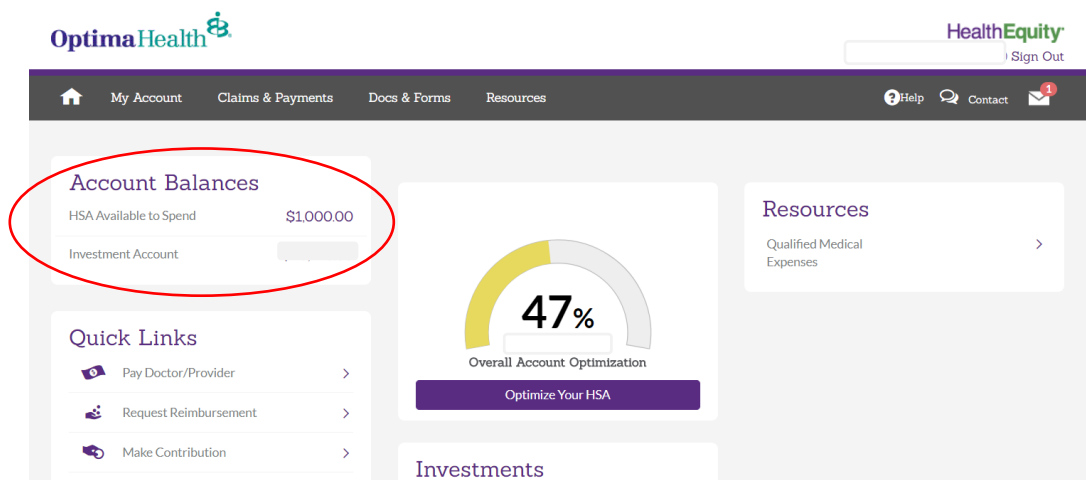 OptimaHealth
HealthEquity
Sign Out
My Account Claims & Payments Docs & Forms Resources
Help Contact 1
Account Balances
HSA Available to Spend $1,000.00
Investment Account
Quick Links
Pay Doctor/Provider
Request Reimbursement
Make Contribution
47%
Overall Account Optimization
Optimize Your HSA
Investments
Resources
Qualified Medical
Expenses